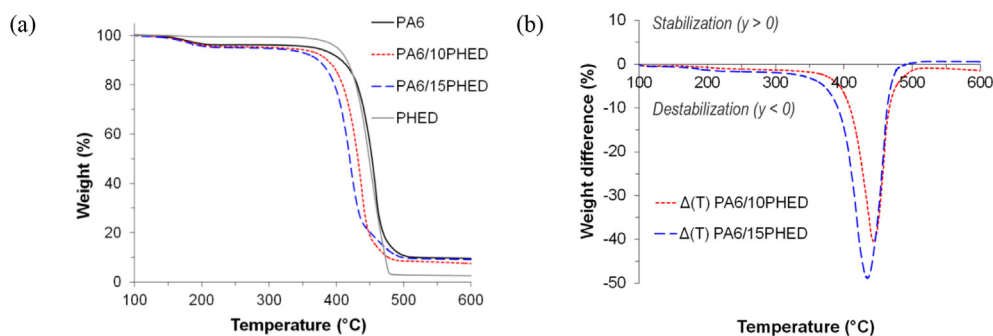 (a)
100
80
60
40
20
0
Weight (%)
100
200
300
400
500
600
Temperature (°C)
PA6
PA6/10PHED
PA6/15PHED
PHED
(b)
10
0
-10
-20
-30
-40
-50
Weight difference (%)
Stabilization (y > 0)
100
200
300
400
500
600
Destabilization (y < 0)
Temperature (°C)
Δ(T) PA6/10PHED
Δ(T) PA6/15PHED
Temperature (°C)